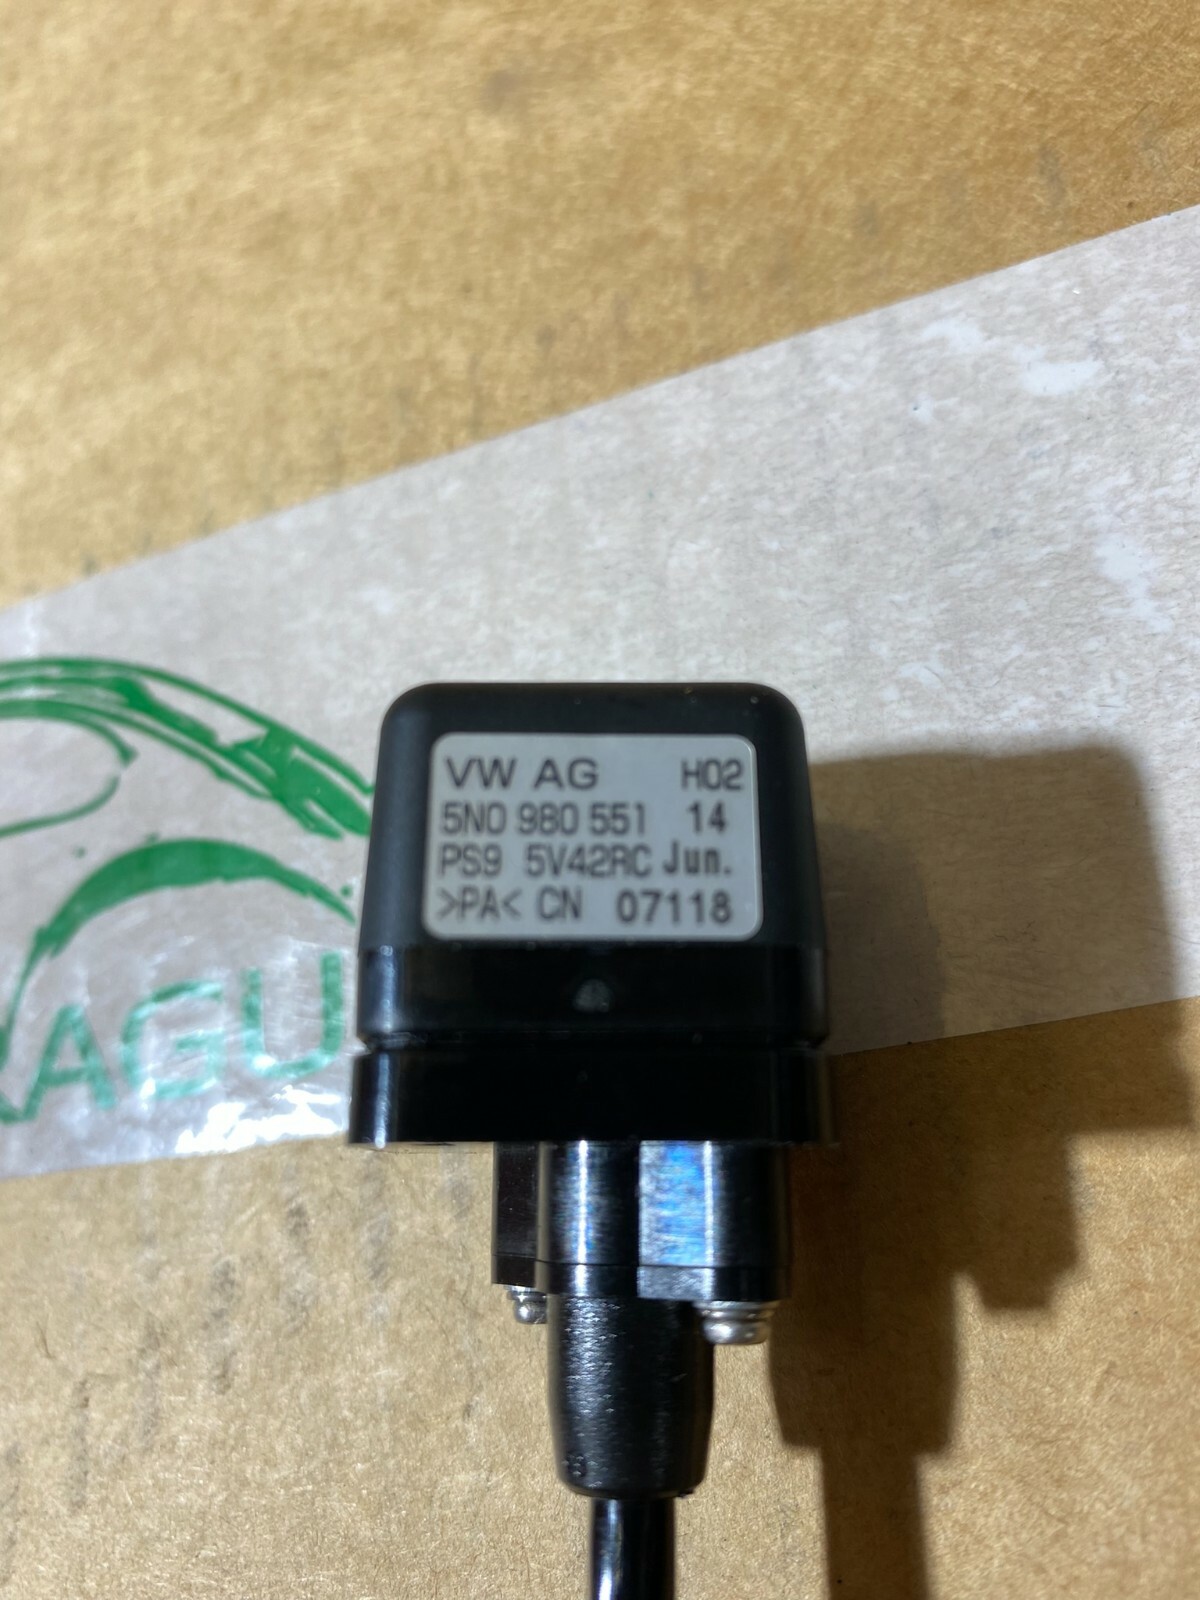 VW AG H02
5N0 980 551 14
PS9 5V42RC Jun.
>PA< CN 07118
AGU